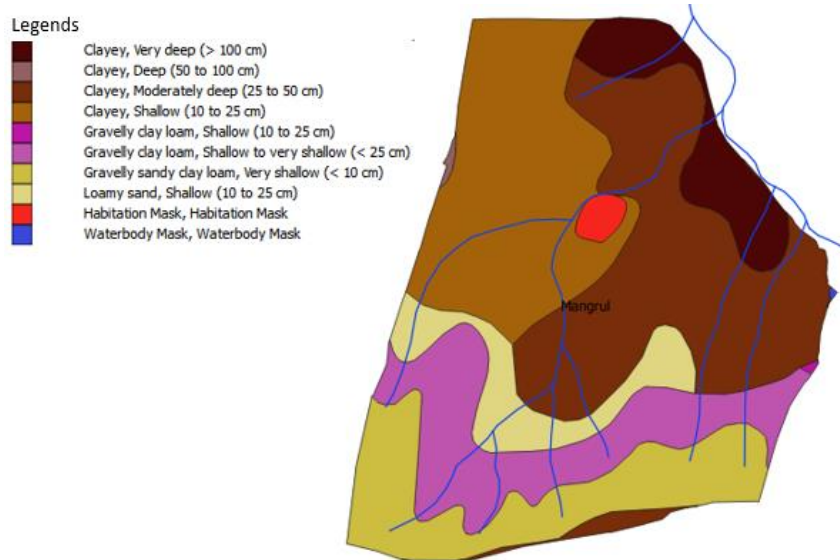 Legends
Clayey, Very deep (> 100 cm)
Clayey, Deep (50 to 100 cm)
Clayey, Moderately deep (25 to 50 cm)
Clayey, Shallow (10 to 25 cm)
Gravelly clay loam, Shallow (10 to 25 cm)
Gravelly clay loam, Shallow to very shallow (< 25 cm)
Gravelly sandy clay loam, Very shallow (< 10 cm)
Loamy sand, Shallow (10 to 25 cm)
Habitation Mask, Habitation Mask
Waterbody Mask, Waterbody Mask
Mangrul